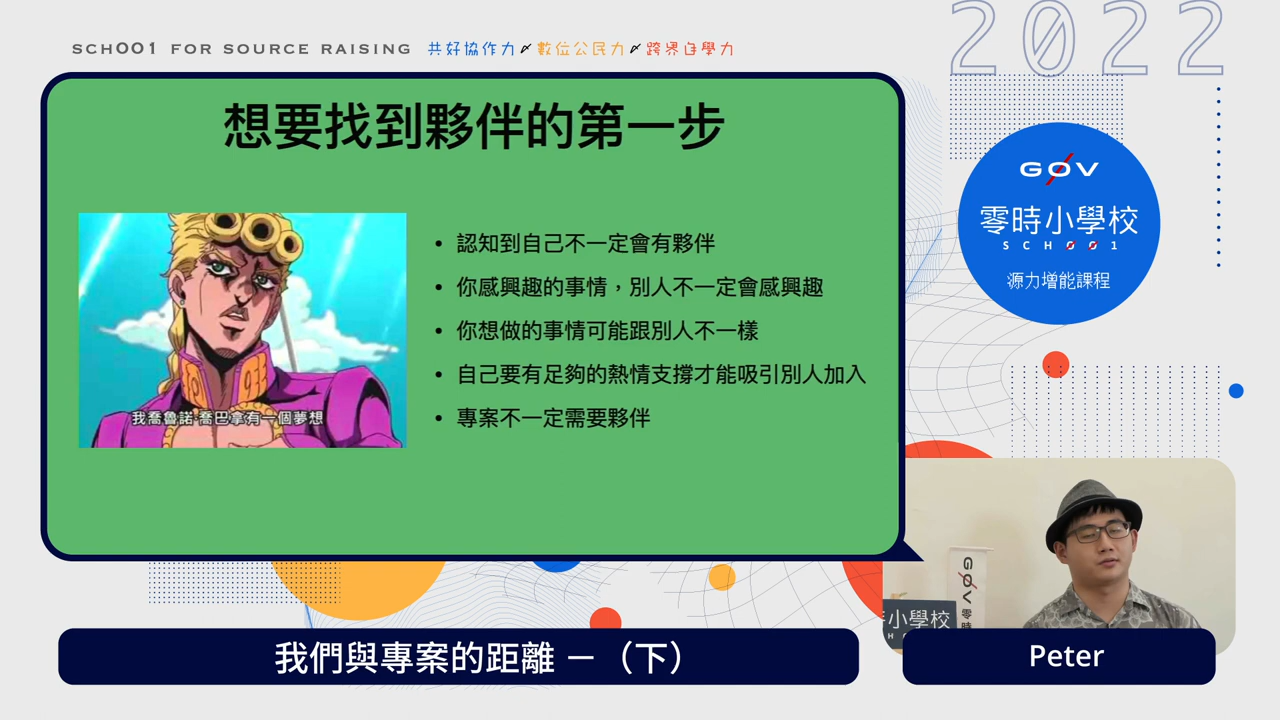 SCH001 FOR SOURCE RAISING 共好協作力 數位公民力 跨界自學力
2022
想要找到夥伴的第一步
我喬魯諾 喬巴拿有一個夢想
• 認知到自己不一定會有夥伴
• 你感興趣的事情，別人不一定會感興趣
• 你想做的事情可能跟別人不一樣
• 自己要有足夠的熱情支撐才能吸引別人加入
• 專案不一定需要夥伴
G0V
零時小學校
SCH001
源力增能課程
G0V 零時
小學校
我們與專案的距離 －（下）
Peter